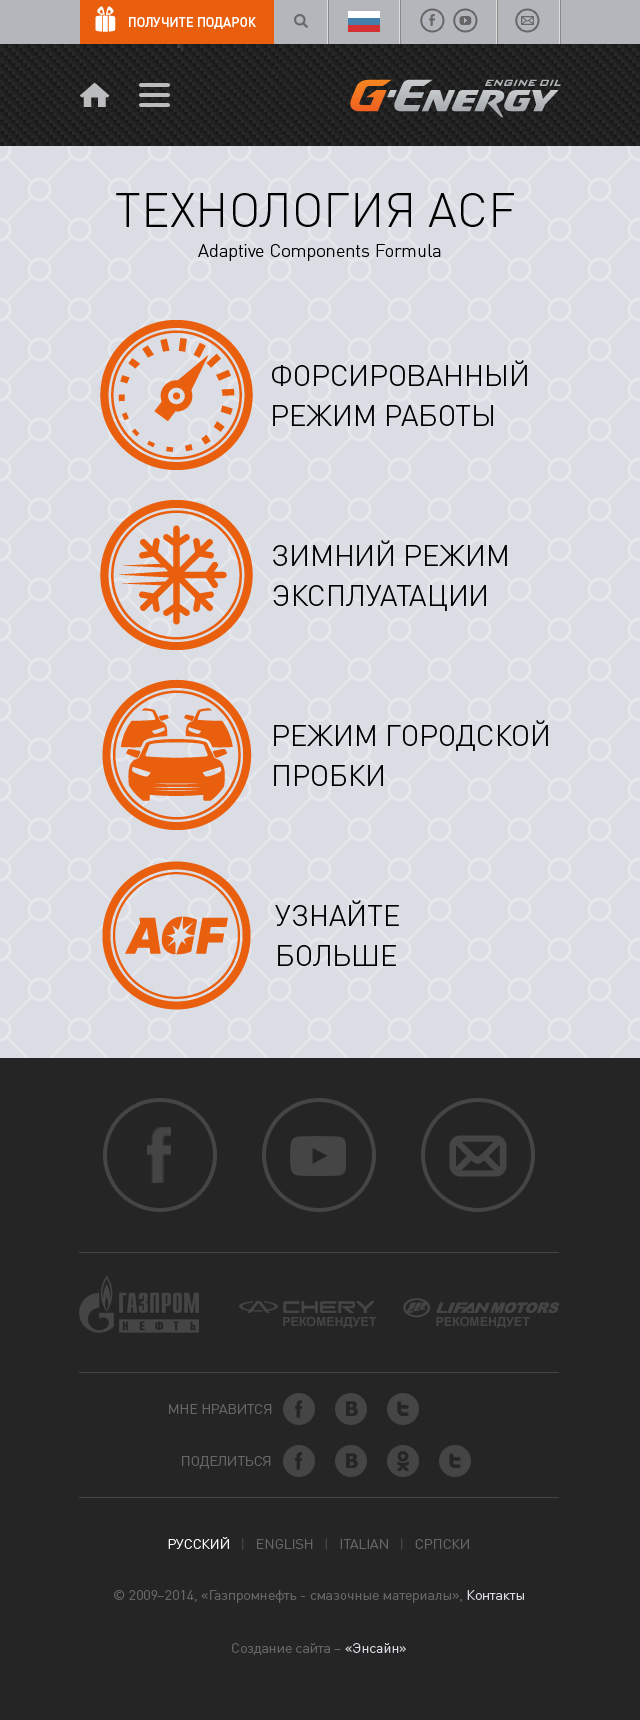 ПОЛУЧИТЕ ПОДАРОК
G-ENERGY ENGINE OIL
ТЕХНОЛОГИЯ ACF
Adaptive Components Formula
ФОРСИРОВАННЫЙ
РЕЖИМ РАБОТЫ
ЗИМНИЙ РЕЖИМ
ЭКСПЛУАТАЦИИ
РЕЖИМ ГОРОДСКОЙ
ПРОБКИ
ACF
УЗНАЙТЕ
БОЛЬШЕ
ГАЗПРОМ
НЕФТЬ
CHERY
РЕКОМЕНДУЕТ
LIFAN MOTORS
РЕКОМЕНДУЕТ
МНЕ НРАВИТСЯ
ПОДЕЛИТЬСЯ
РУССКИЙ | ENGLISH | ITALIAN | СРПСКИ
© 2009–2014, «Газпромнефть - смазочные материалы», Контакты
Создание сайта – «Энсайн»